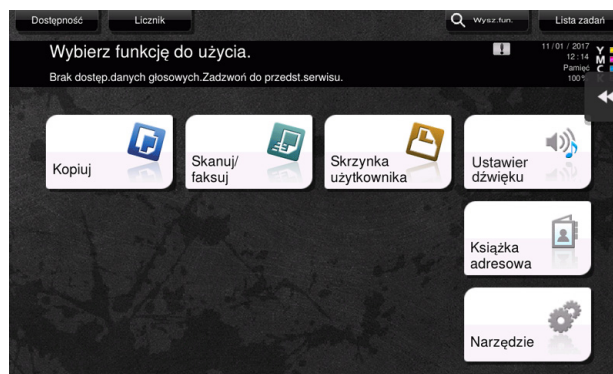 Dostępność
Licznik
Wysz.fun.
Lista zadań
Wybierz funkcję do użycia.
Brak dostęp.danych głosowych.Zadzwoń do przedst.serwisu.
11/01 / 2017
12:14
Pamięć
100%
Y
M
C
Kopiuj
Skanuj/
faksuj
Skrzynka
użytkownika
Ustawier
dźwięku
Książka
adresowa
Narzędzie